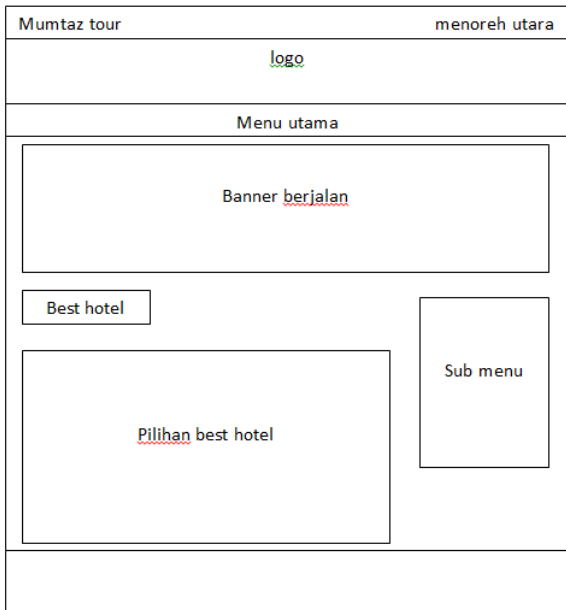 Mumtaz tour menoreh utara
logo
Menu utama
Banner berjalan
Best hotel
Sub menu
Pilihan best hotel